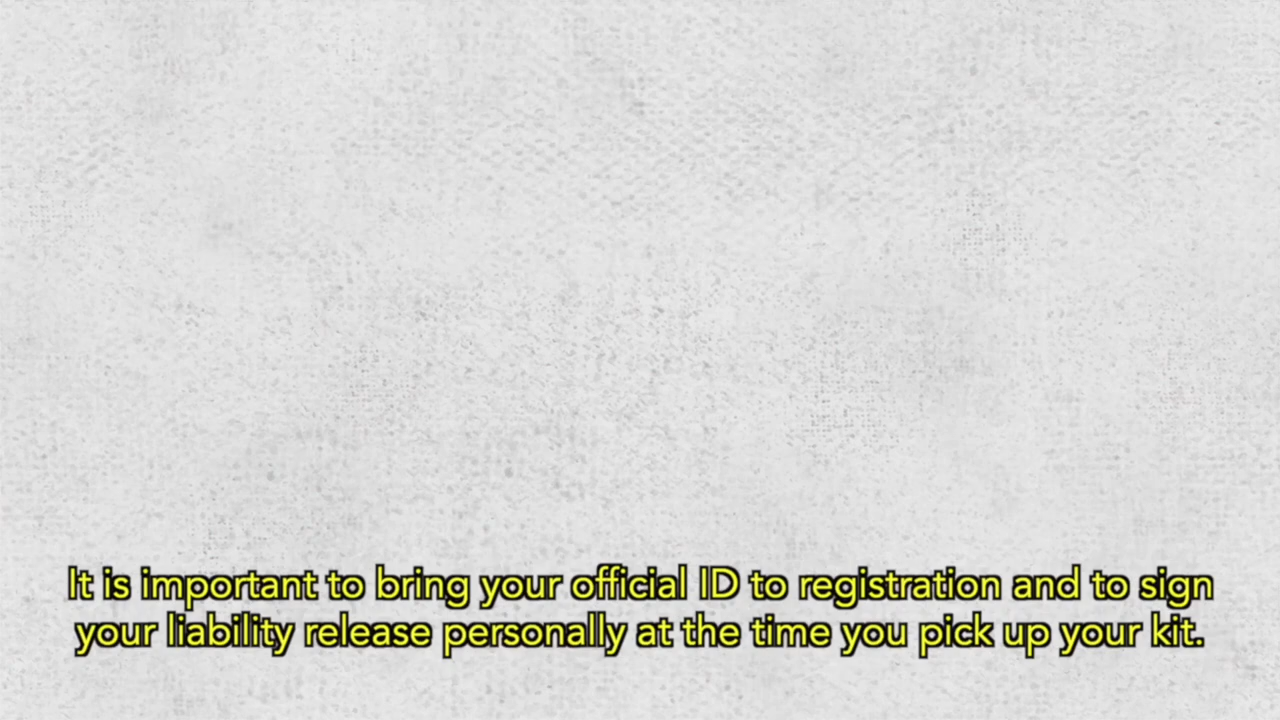 It is important to bring your official ID to registration and to sign
your liability release personally at the time you pick up your kit.